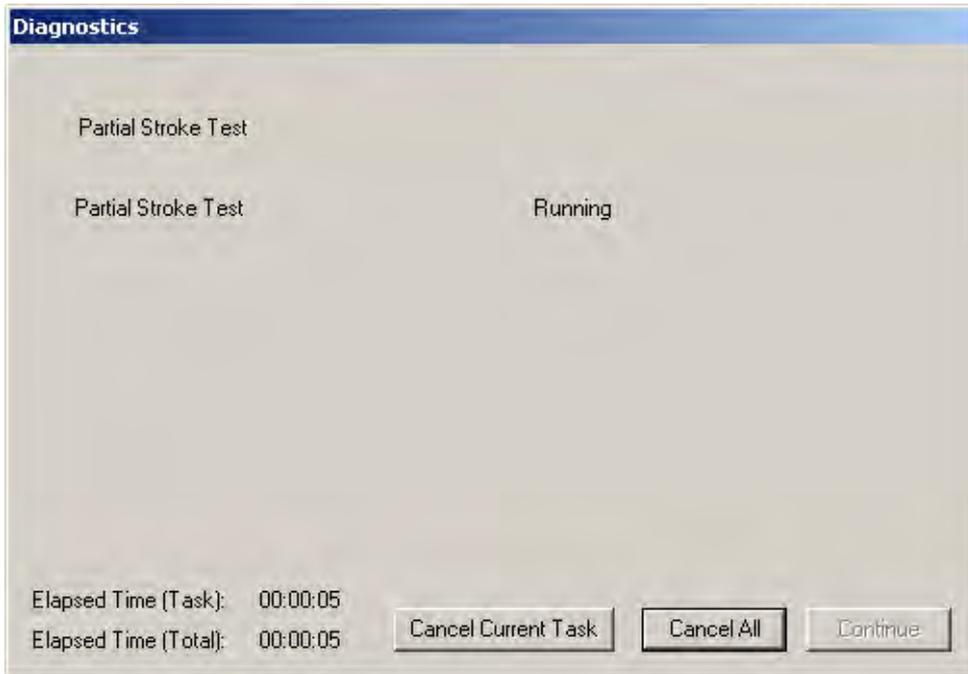 Diagnostics
Partial Stroke Test
Partial Stroke Test Running
Elapsed Time (Task): 00:00:05
Elapsed Time (Total): 00:00:05
Cancel Current Task Cancel All Continue